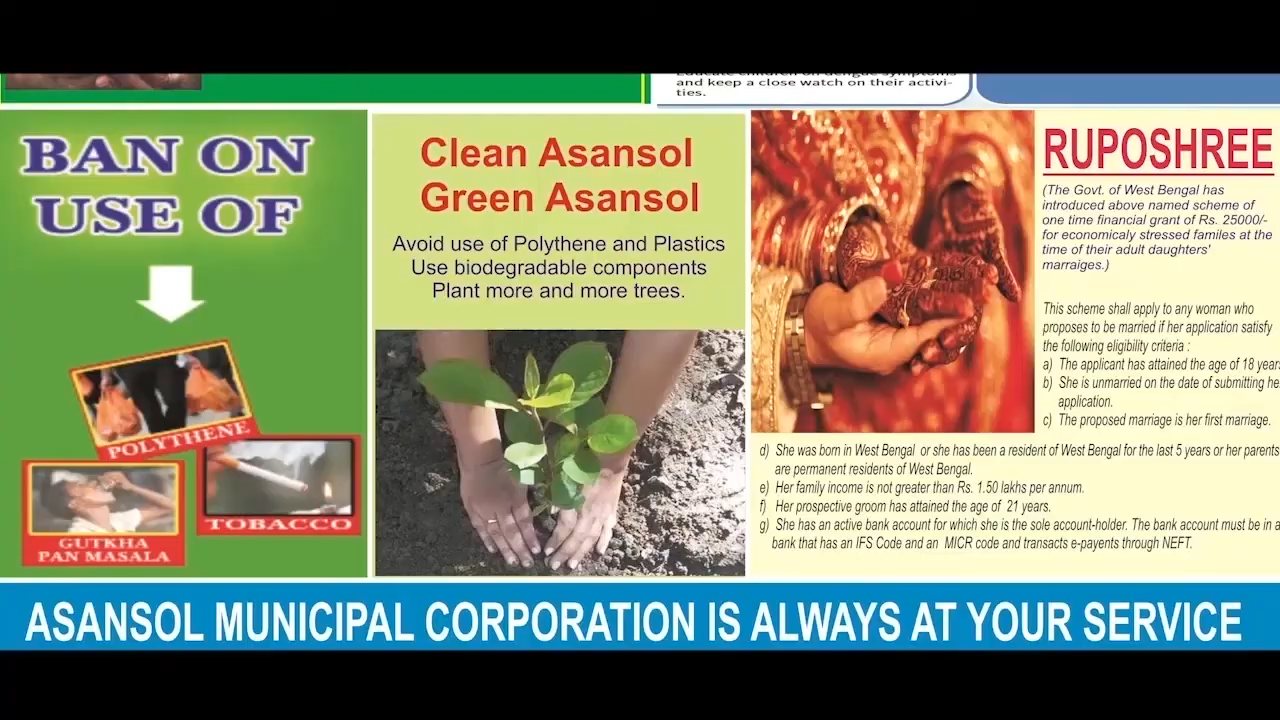 Educate children on dengue symptoms
and keep a close watch on their activi-
ties.
BAN ON
USE OF
POLYTHENE
TOBACCO
GUTKHA
PAN MASALA
Clean Asansol
Green Asansol
Avoid use of Polythene and Plastics
Use biodegradable components
Plant more and more trees.
RUPOSHREE
(The Govt. of West Bengal has
introduced above named scheme of
one time financial grant of Rs. 25000/-
for economicaly stressed familes at the
time of their adult daughters'
marraiges.)
This scheme shall apply to any woman who
proposes to be married if her application satisfy
the following eligibility criteria :
a) The applicant has attained the age of 18 years
b) She is unmarried on the date of submitting he
application.
c) The proposed marriage is her first marriage.
d) She was born in West Bengal or she has been a resident of West Bengal for the last 5 years or her parents
are permanent residents of West Bengal.
e) Her family income is not greater than Rs. 1.50 lakhs per annum.
f) Her prospective groom has attained the age of 21 years.
g) She has an active bank account for which she is the sole account-holder. The bank account must be in a
bank that has an IFS Code and an MICR code and transacts e-payents through NEFT.
ASANSOL MUNICIPAL CORPORATION IS ALWAYS AT YOUR SERVICE